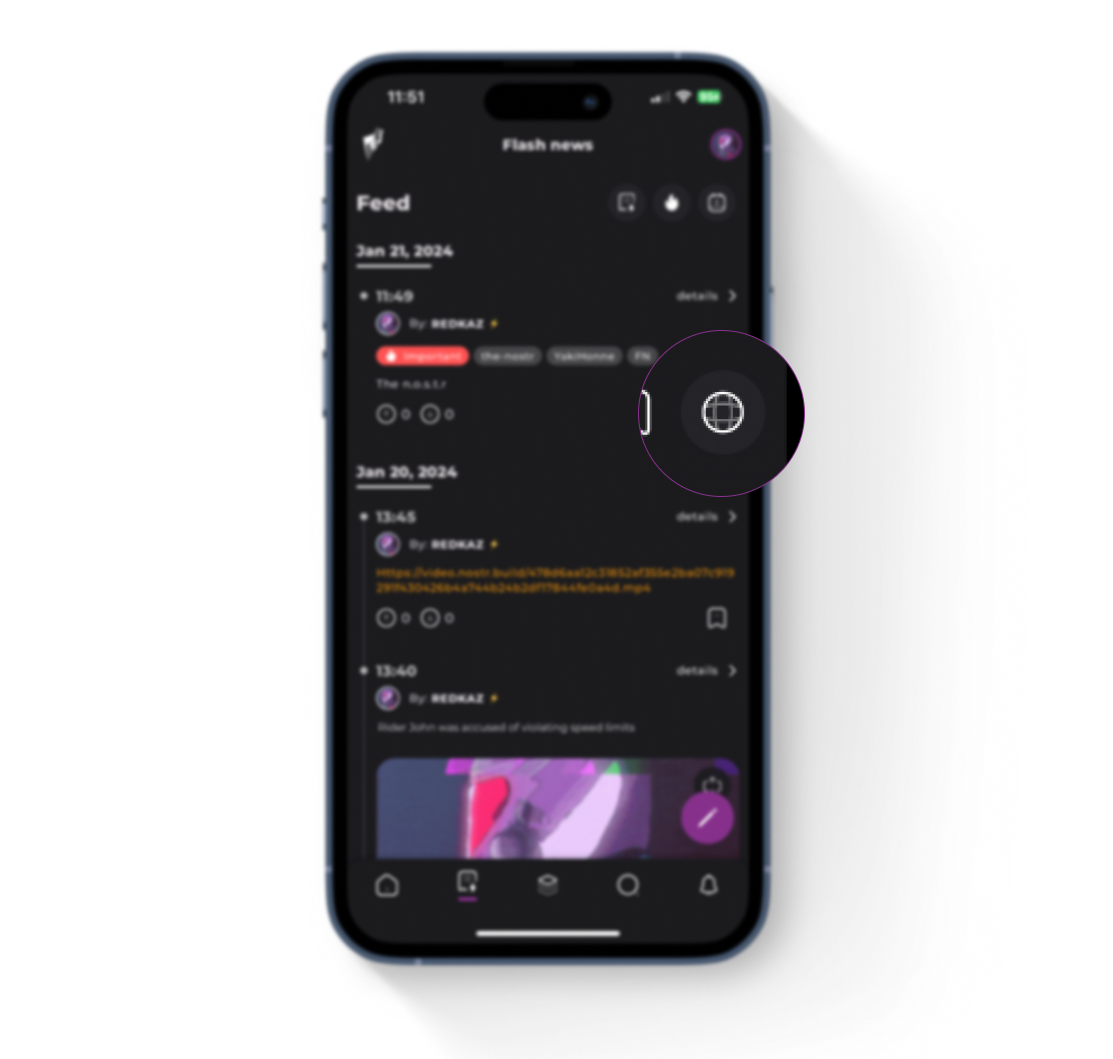 11:51
Flash news
Feed
Jan 21, 2024
11:49
details
By: REDKAZ
Important
the nostr
YakiHonne
FN
The n.o.s.t.r
0 0
Jan 20, 2024
13:45
details
By: REDKAZ
0 0
13:40
details
By: REDKAZ
Rider John was accused of violating speed limits